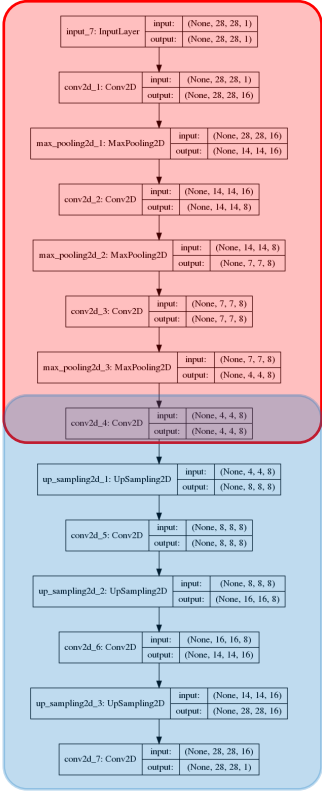 input_7: InputLayer input: (None, 28, 28, 1)
output: (None, 28, 28, 1)
conv2d_1: Conv2D input: (None, 28, 28, 1)
output: (None, 28, 28, 16)
max_pooling2d_1: MaxPooling2D input: (None, 28, 28, 16)
output: (None, 14, 14, 16)
conv2d_2: Conv2D input: (None, 14, 14, 16)
output: (None, 14, 14, 8)
max_pooling2d_2: MaxPooling2D input: (None, 14, 14, 8)
output: (None, 7, 7, 8)
conv2d_3: Conv2D input: (None, 7, 7, 8)
output: (None, 7, 7, 8)
max_pooling2d_3: MaxPooling2D input: (None, 7, 7, 8)
output: (None, 4, 4, 8)
conv2d_4: Conv2D input: (None, 4, 4, 8)
output: (None, 4, 4, 8)
up_sampling2d_1: UpSampling2D input: (None, 4, 4, 8)
output: (None, 8, 8, 8)
conv2d_5: Conv2D input: (None, 8, 8, 8)
output: (None, 8, 8, 8)
up_sampling2d_2: UpSampling2D input: (None, 8, 8, 8)
output: (None, 16, 16, 8)
conv2d_6: Conv2D input: (None, 16, 16, 8)
output: (None, 14, 14, 16)
up_sampling2d_3: UpSampling2D input: (None, 14, 14, 16)
output: (None, 28, 28, 16)
conv2d_7: Conv2D input: (None, 28, 28, 16)
output: (None, 28, 28, 1)